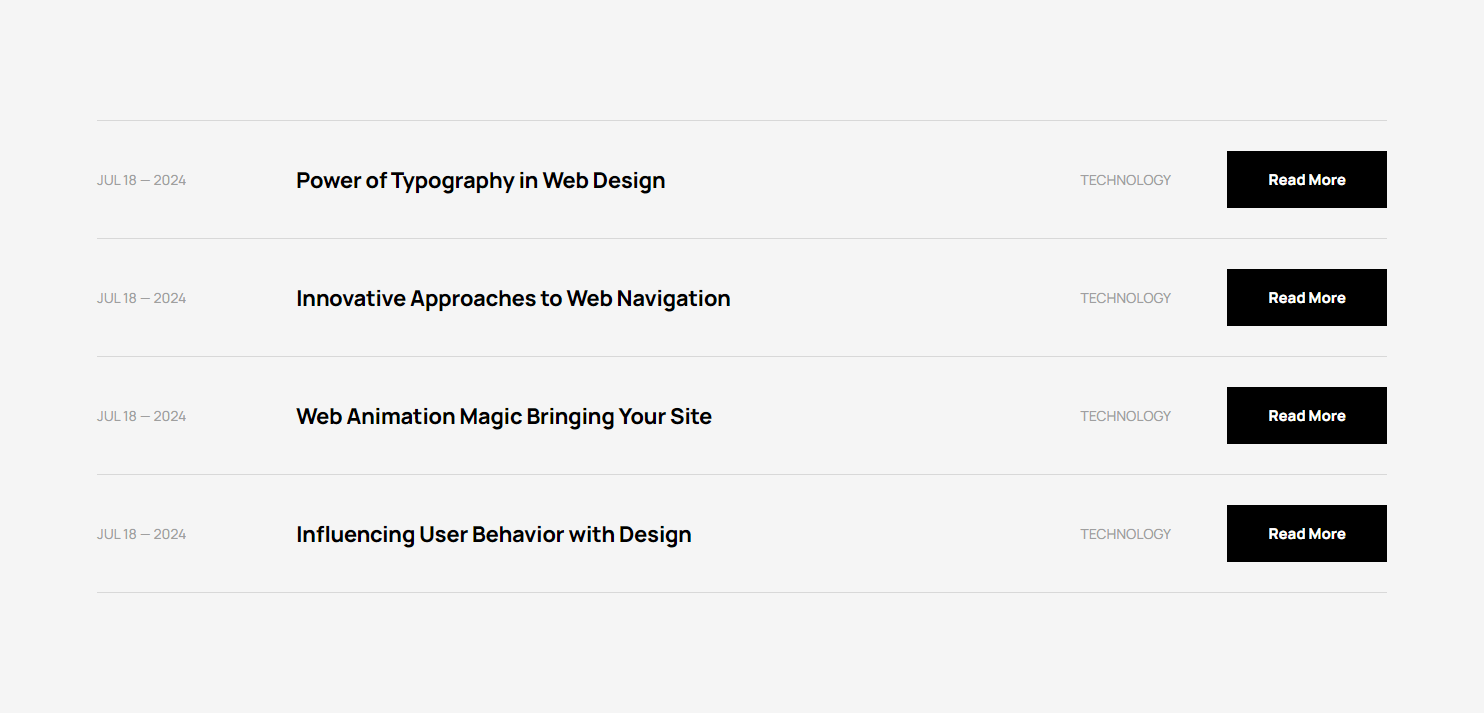 JUL 18 — 2024 Power of Typography in Web Design TECHNOLOGY Read More
JUL 18 — 2024 Innovative Approaches to Web Navigation TECHNOLOGY Read More
JUL 18 — 2024 Web Animation Magic Bringing Your Site TECHNOLOGY Read More
JUL 18 — 2024 Influencing User Behavior with Design TECHNOLOGY Read More